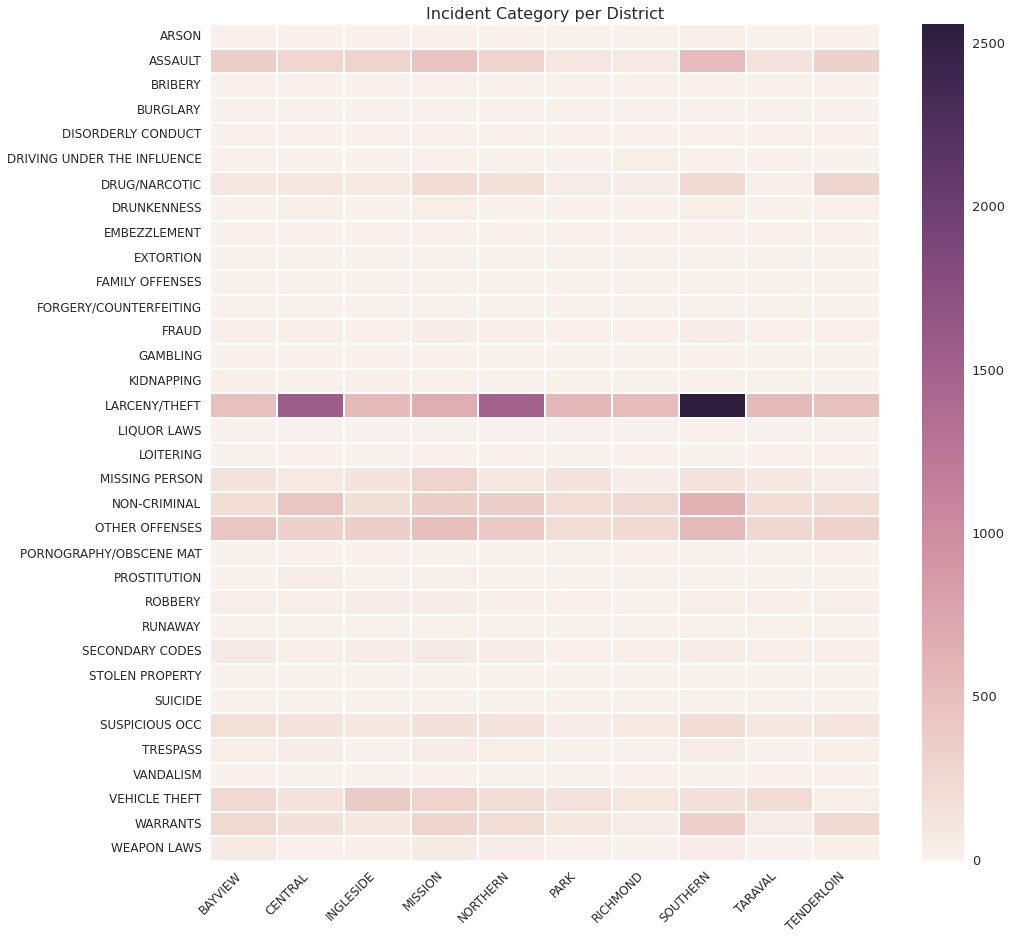 Incident Category per District
ARSON
ASSAULT
BRIBERY
BURGLARY
DISORDERLY CONDUCT
DRIVING UNDER THE INFLUENCE
DRUG/NARCOTIC
DRUNKENNESS
EMBEZZLEMENT
EXTORTION
FAMILY OFFENSES
FORGERY/COUNTERFEITING
FRAUD
GAMBLING
KIDNAPPING
LARCENY/THEFT
LIQUOR LAWS
LOITERING
MISSING PERSON
NON-CRIMINAL
OTHER OFFENSES
PORNOGRAPHY/OBSCENE MAT
PROSTITUTION
ROBBERY
RUNAWAY
SECONDARY CODES
STOLEN PROPERTY
SUICIDE
SUSPICIOUS OCC
TRESPASS
VANDALISM
VEHICLE THEFT
WARRANTS
WEAPON LAWS
BAYVIEW
CENTRAL
INGLESIDE
MISSION
NORTHERN
PARK
RICHMOND
SOUTHERN
TARAVAL
TENDERLOIN
2500
2000
1500
1000
500
0